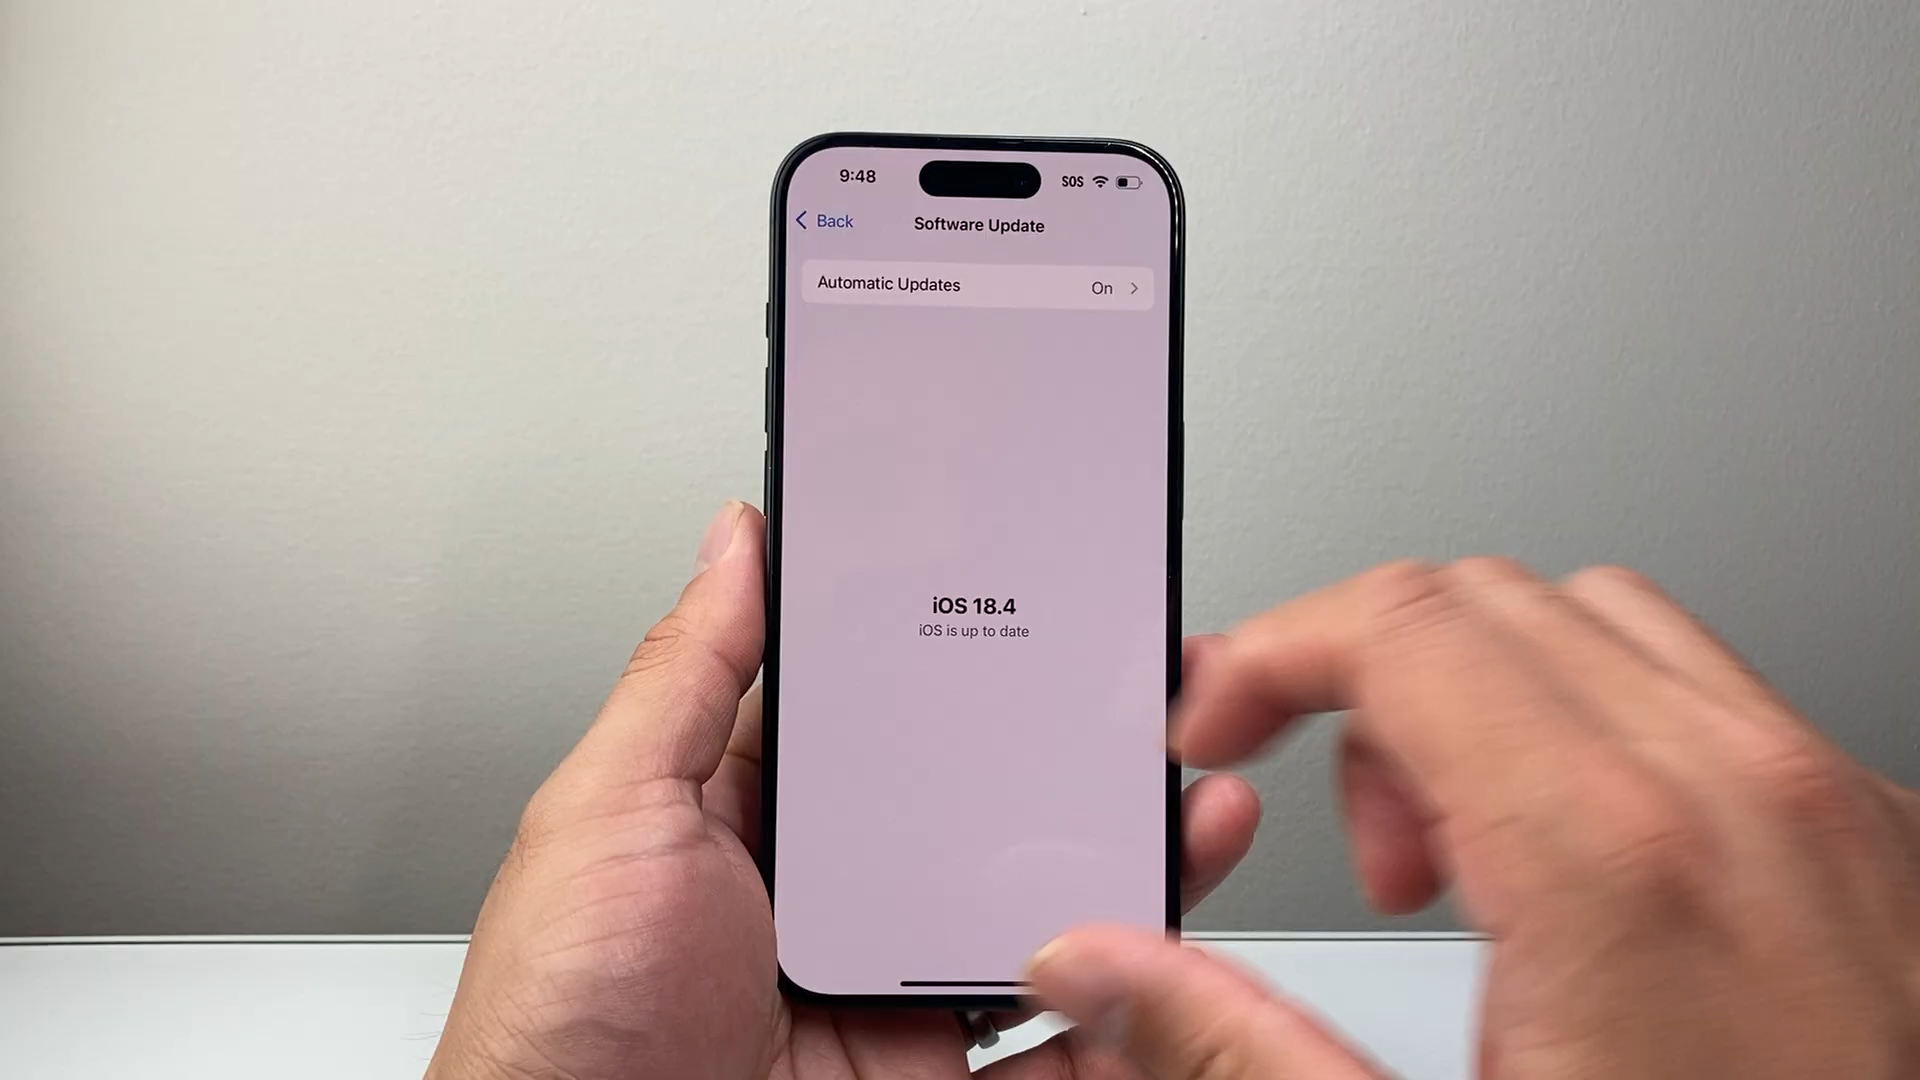 9:48 SOS
Back Software Update
Automatic Updates On
iOS 18.4
iOS is up to date